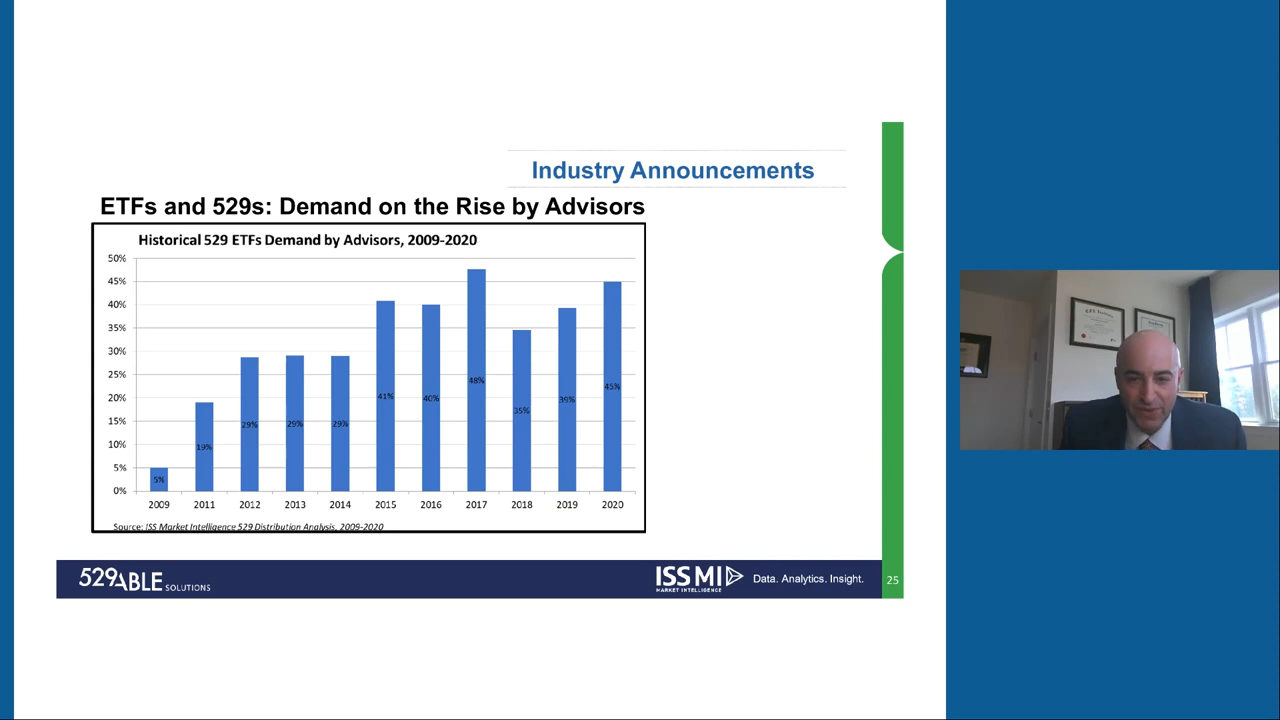 Industry Announcements
ETFs and 529s: Demand on the Rise by Advisors
Historical 529 ETFs Demand by Advisors, 2009-2020
50%
45%
40%
35%
30%
25%
20%
15%
10%
5%
0%
5%
19%
29%
29%
29%
41%
40%
48%
35%
39%
45%
2009 2011 2012 2013 2014 2015 2016 2017 2018 2019 2020
Source: ISS Market Intelligence 529 Distribution Analysis, 2009-2020
529ABLE SOLUTIONS
ISS MI
MARKET INTELLIGENCE
Data. Analytics. Insight.
25